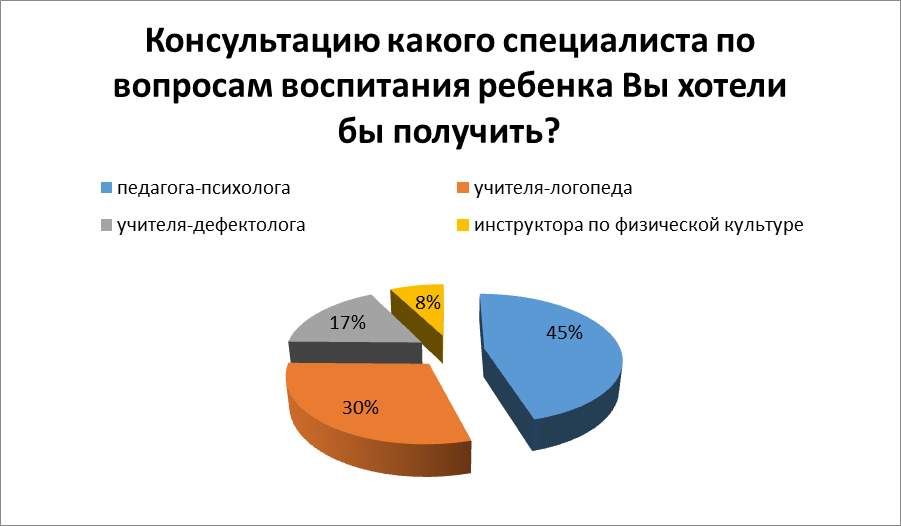 Консультацию какого специалиста по
вопросам воспитания ребенка Вы хотели
бы получить?
педагога-психолога
учителя-логопеда
учителя-дефектолога
инструктора по физической культуре
8%
17%
45%
30%